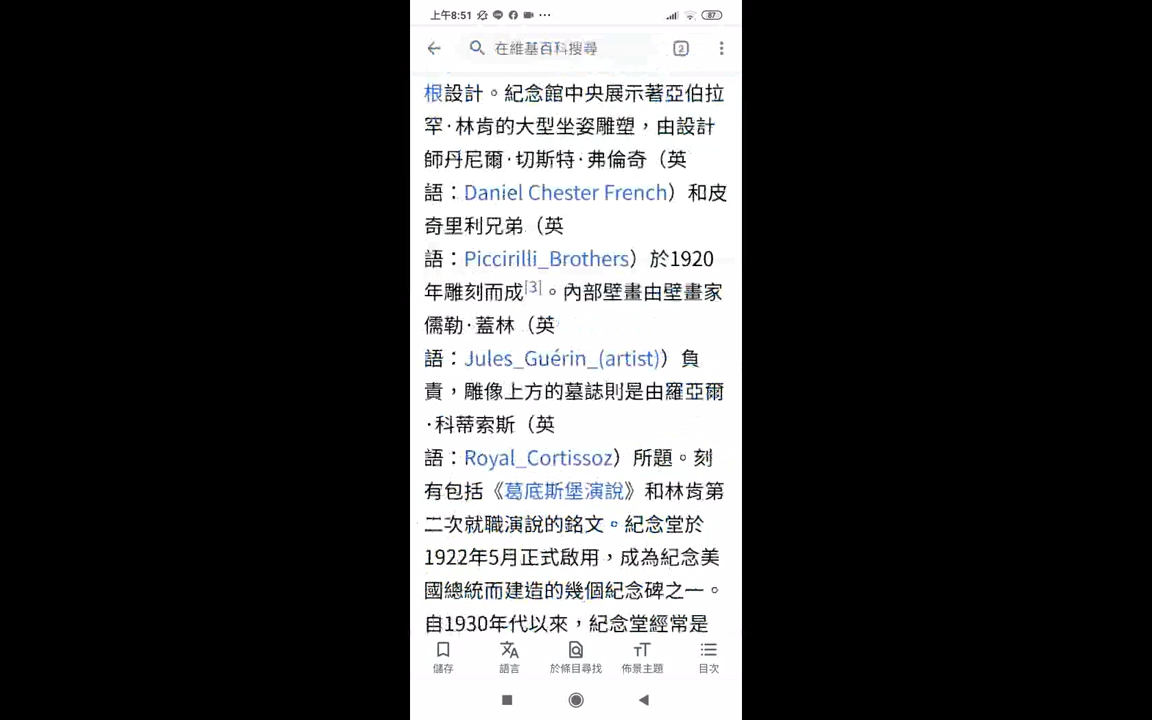 上午8:51
87
在維基百科搜尋
2
根設計。紀念館中央展示著亞伯拉
罕·林肯的大型坐姿雕塑，由設計
師丹尼爾·切斯特·弗倫奇（英
語：Daniel Chester French）和皮
奇里利兄弟（英
語：Piccirilli_Brothers）於1920
年雕刻而成[3]。內部壁畫由壁畫家
儒勒·蓋林（英
語：Jules_Guérin_(artist)）負
責，雕像上方的墓誌則是由羅亞爾
·科蒂索斯（英
語：Royal_Cortissoz）所題。刻
有包括《葛底斯堡演說》和林肯第
二次就職演說的銘文。紀念堂於
1922年5月正式啟用，成為紀念美
國總統而建造的幾個紀念碑之一。
自1930年代以來，紀念堂經常是
儲存 語言 於條目尋找 佈景主題 目次